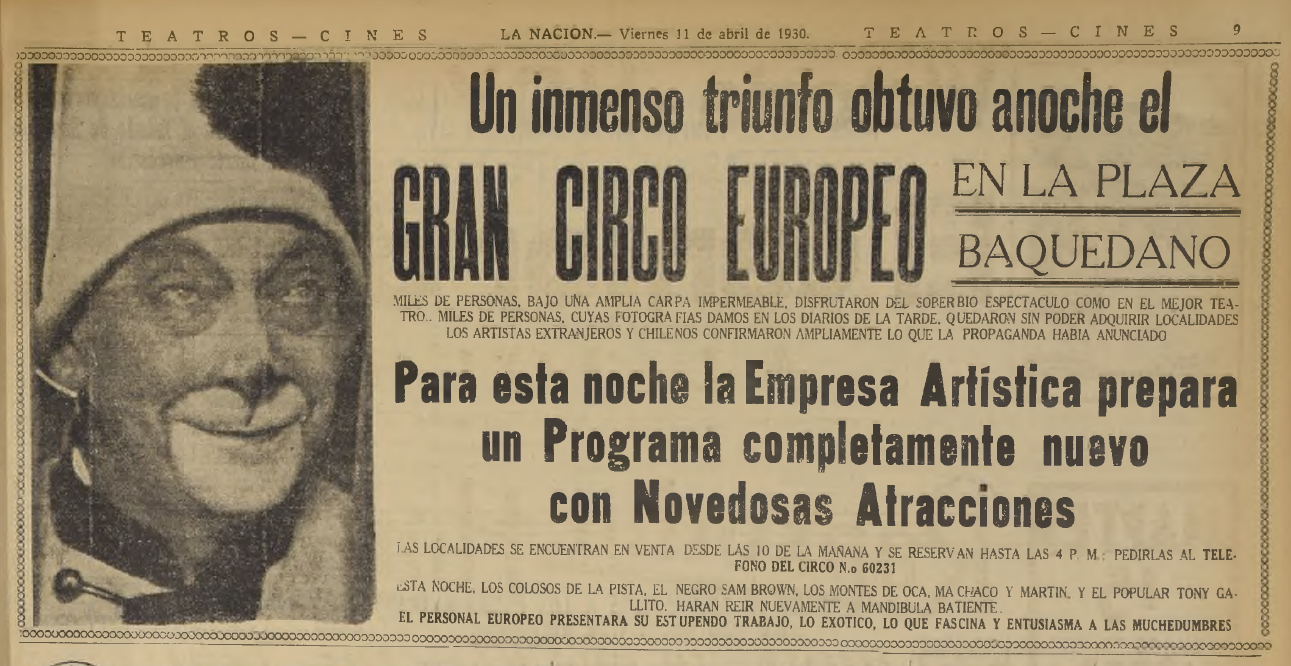 TEATROS—CINES LA NACION.— Viernes 11 de abril de 1930. TEATROS—CINES 9
Un inmenso triunfo obtuvo anoche el
GRAN CIRCO EUROPEO
EN LA PLAZA
BAQUEDANO
MILES DE PERSONAS, BAJO UNA AMPLIA CARPA IMPERMEABLE, DISFRUTARON DEL SOPERBIO ESPECTACULO COMO EN EL MEJOR TEA-
TRO.. MILES DE PERSONAS, CUYAS FOTOGRAFIAS DAMOS EN LOS DIARIOS DE LA TARDE, QUEDARON SIN PODER ADQUIRIR LOCALIDADES
LOS ARTISTAS EXTRANJEROS Y CHILENOS CONFIRMARON AMPLIAMENTE LO QUE LA PROPAGANDA HABIA ANUNCIADO
Para esta noche la Empresa Artística prepara
un Programa completamente nuevo
con Novedosas Atracciones
LAS LOCALIDADES SE ENCUENTRAN EN VENTA DESDE LAS 10 DE LA MAÑANA Y SE RESERVAN HASTA LAS 4 P. M.: PEDIRLAS AL TELE-
FONO DEL CIRCO N.o 60231
ESTA NOCHE, LOS COLOSOS DE LA PISTA, EL NEGRO SAM BROWN, LOS MONTES DE OCA, MACHACO Y MARTIN, Y EL POPULAR TONY GA-
LLITO, HARAN REIR NUEVAMENTE A MANDIBULA BATIENTE.
EL PERSONAL EUROPEO PRESENTARA SU ESTUPENDO TRABAJO, LO EXOTICO, LO QUE FASCINA Y ENTUSIASMA A LAS MUCHEDUMBRES